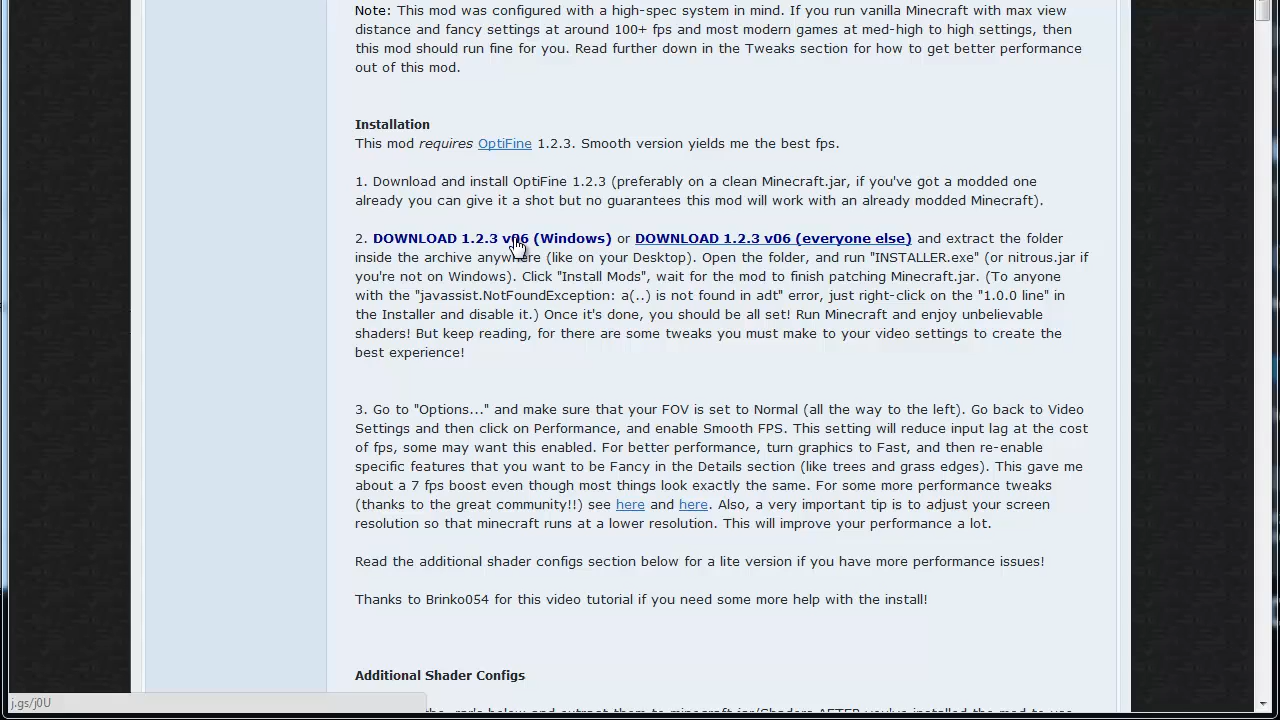 Note: This mod was configured with a high-spec system in mind. If you run vanilla Minecraft with max view
distance and fancy settings at around 100+ fps and most modern games at med-high to high settings, then
this mod should run fine for you. Read further down in the Tweaks section for how to get better performance
out of this mod.
Installation
This mod requires OptiFine 1.2.3. Smooth version yields me the best fps.
1. Download and install OptiFine 1.2.3 (preferably on a clean Minecraft.jar, if you've got a modded one
already you can give it a shot but no guarantees this mod will work with an already modded Minecraft).
2. DOWNLOAD 1.2.3 v06 (Windows) or DOWNLOAD 1.2.3 v06 (everyone else) and extract the folder
inside the archive anywhere (like on your Desktop). Open the folder, and run "INSTALLER.exe" (or nitrous.jar if
you're not on Windows). Click "Install Mods", wait for the mod to finish patching Minecraft.jar. (To anyone
with the "javassist.NotFoundException: a(..) is not found in adt" error, just right-click on the "1.0.0 line" in
the Installer and disable it.) Once it's done, you should be all set! Run Minecraft and enjoy unbelievable
shaders! But keep reading, for there are some tweaks you must make to your video settings to create the
best experience!
3. Go to "Options..." and make sure that your FOV is set to Normal (all the way to the left). Go back to Video
Settings and then click on Performance, and enable Smooth FPS. This setting will reduce input lag at the cost
of fps, some may want this enabled. For better performance, turn graphics to Fast, and then re-enable
specific features that you want to be Fancy in the Details section (like trees and grass edges). This gave me
about a 7 fps boost even though most things look exactly the same. For some more performance tweaks
(thanks to the great community!!) see here and here. Also, a very important tip is to adjust your screen
resolution so that minecraft runs at a lower resolution. This will improve your performance a lot.
Read the additional shader configs section below for a lite version if you have more performance issues!
Thanks to Brinko054 for this video tutorial if you need some more help with the install!
Additional Shader Configs
j.gs/j0U